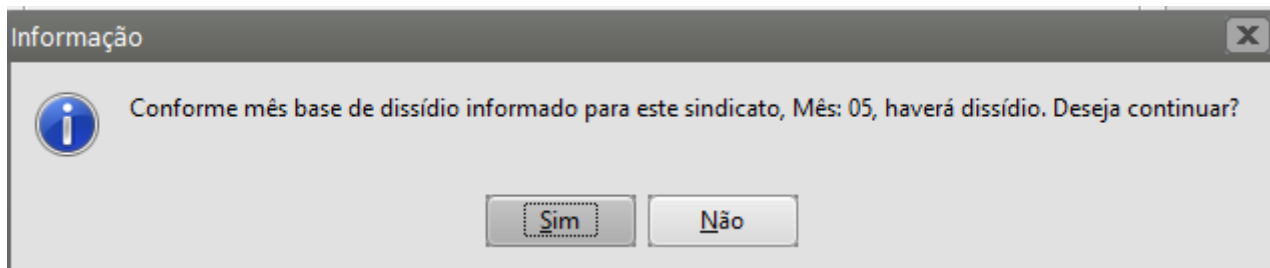 Informação
Conforme mês base de dissídio informado para este sindicato, Mês: 05, haverá dissídio. Deseja continuar?
Sim
Não